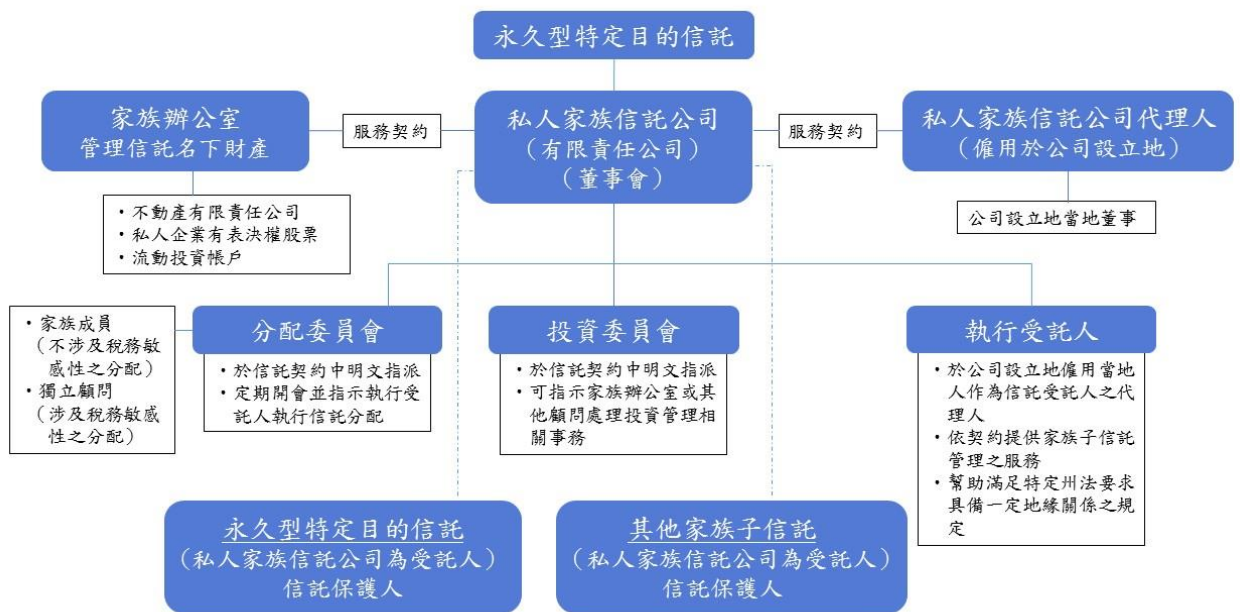 永久型特定目的信託
家族辦公室
管理信託名下財產
服務契約
私人家族信託公司
（有限責任公司）
（董事會）
服務契約
私人家族信託公司代理人
（僱用於公司設立地）
• 不動產有限責任公司
• 私人企業有表決權股票
• 流動投資帳戶
公司設立地當地董事
• 家族成員
（不涉及稅務敏
感性之分配）
• 獨立顧問
（涉及稅務敏感
性之分配）
分配委員會
• 於信託契約中明文指派
• 定期開會並指示執行受
託人執行信託分配
投資委員會
• 於信託契約中明文指派
• 可指示家族辦公室或其
他顧問處理投資管理相
關事務
執行受託人
• 於公司設立地僱用當地
人作為信託受託人之代
理人
• 依契約提供家族子信託
管理之服務
• 幫助滿足特定州法要求
具備一定地緣關係之規
定
永久型特定目的信託
（私人家族信託公司為受託人）
信託保護人
其他家族子信託
（私人家族信託公司為受託人）
信託保護人